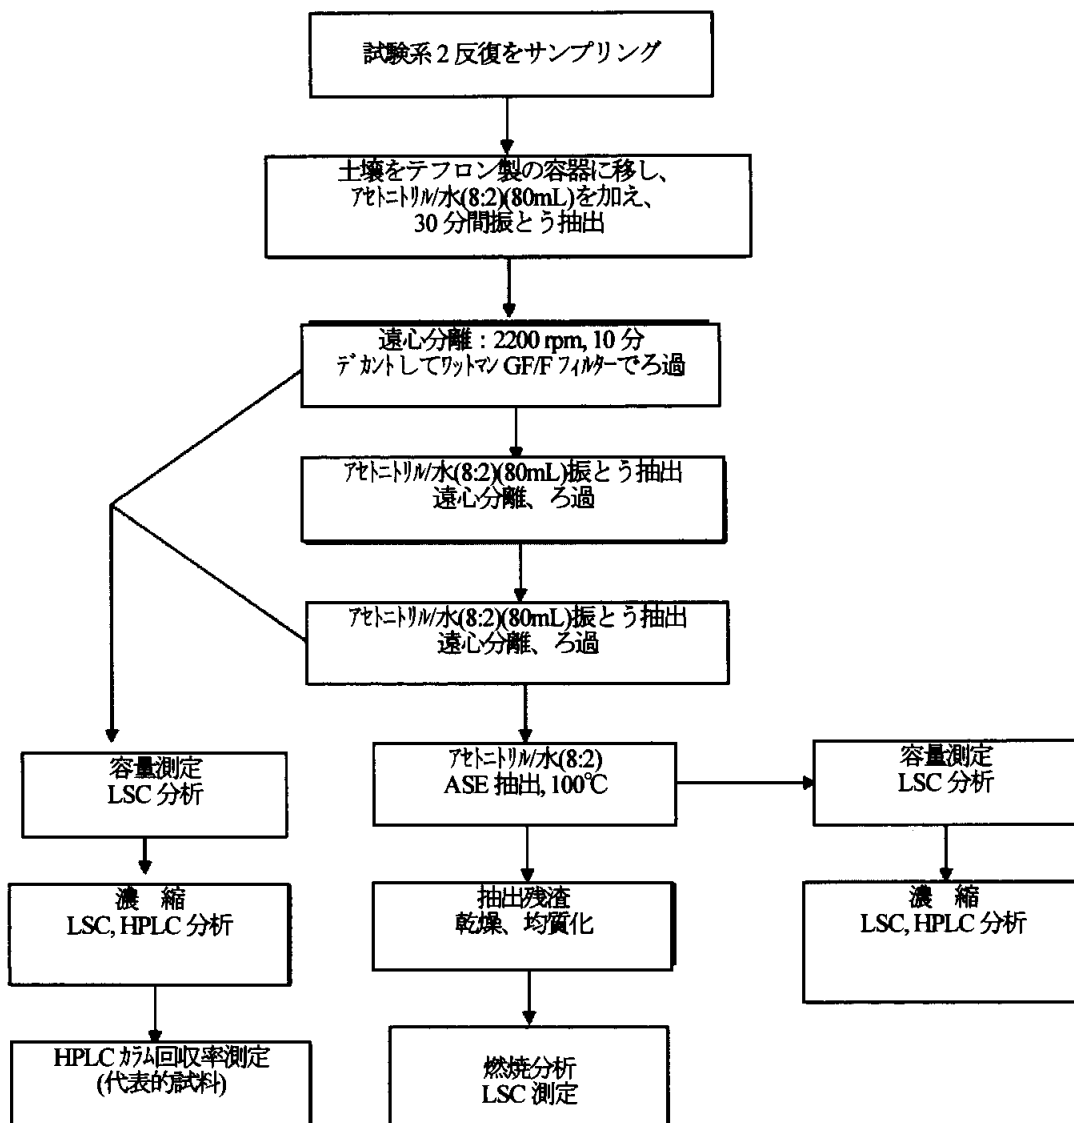 試験系2反復をサンプリング
土壌をテフロン製の容器に移し、
ｱｾﾄﾆﾄﾘﾙ/水(8:2)(80mL)を加え、
30 分間振とう抽出
遠心分離：2200 rpm, 10 分
ﾃﾞｶﾝﾄしてﾜｯﾄﾏﾝ GF/F ﾌｨﾙﾀｰでろ過
ｱｾﾄﾆﾄﾘﾙ/水(8:2)(80mL)振とう抽出
遠心分離、ろ過
ｱｾﾄﾆﾄﾘﾙ/水(8:2)(80mL)振とう抽出
遠心分離、ろ過
容量測定
LSC 分析
ｱｾﾄﾆﾄﾘﾙ/水(8:2)
ASE 抽出, 100℃
容量測定
LSC 分析
濃　縮
LSC, HPLC 分析
抽出残渣
乾燥、均質化
濃　縮
LSC, HPLC 分析
HPLC ｶﾗﾑ回収率測定
(代表的試料)
燃焼分析
LSC 測定